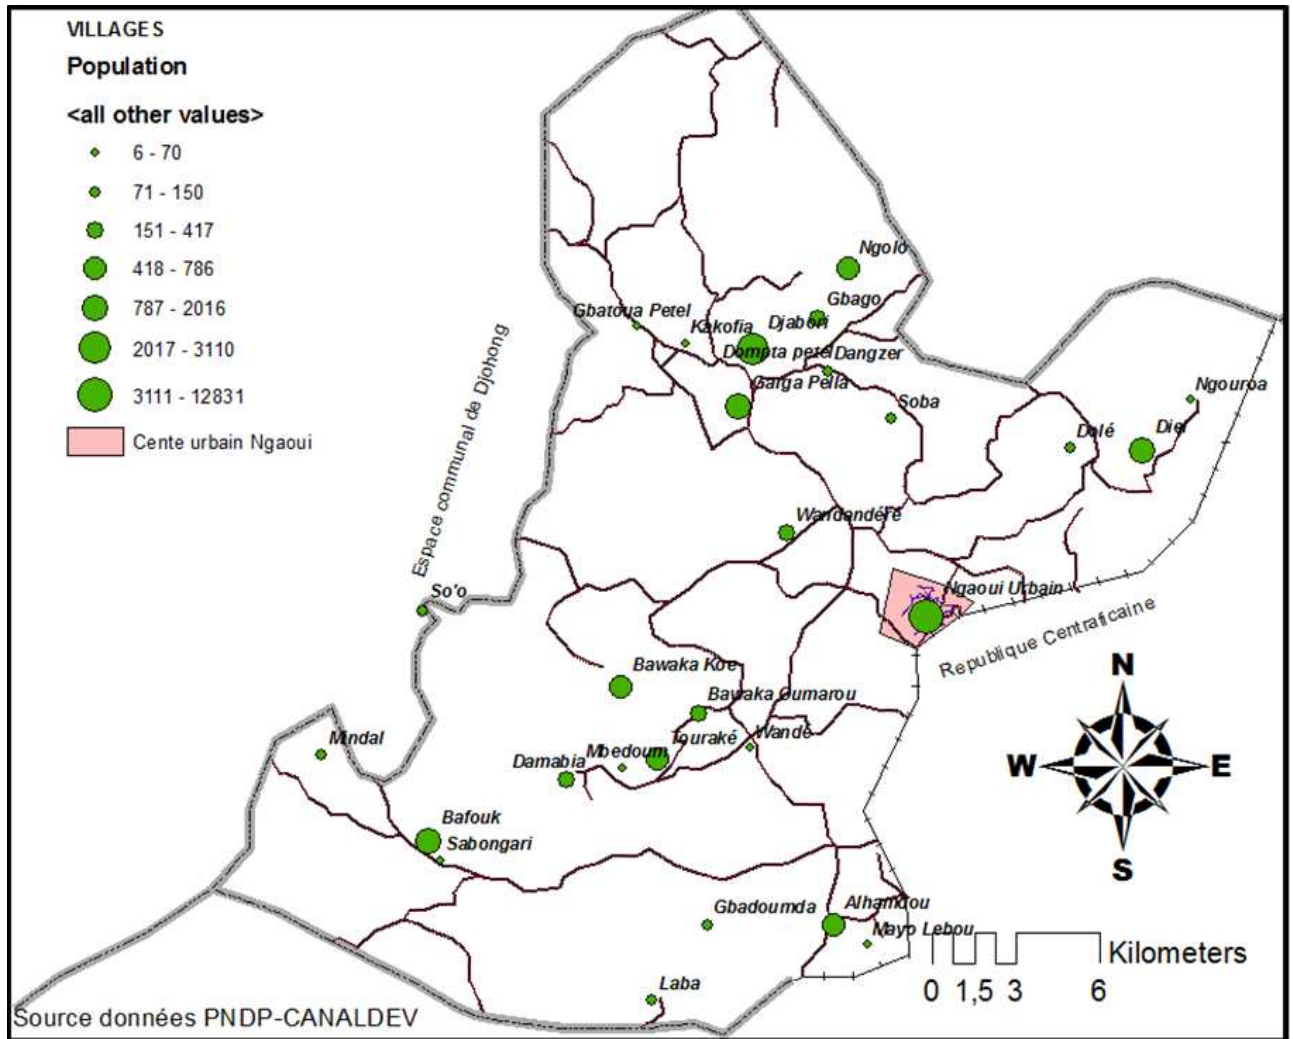 VILLAGES
Population
<all other values>
6 - 70
71 - 150
151 - 417
418 - 786
787 - 2016
2017 - 3110
3111 - 12831
Cente urbain Ngaoui
Ngolo
Gbago
Gbatoua Petel
Kakofia
Djabori
Dompta petel
Dangzer
Garga Pella
Soba
Ngouroa
Dolé
Diel
Espace communal de Djohong
Wandandéré
So'o
Ngaoui Urbain
Republique Centraficaine
Bawaka Koe
Bawaka Oumarou
Mindal
Mbedoum
Touraké
Wandé
Damabia
Bafouk
Sabongari
Gbadoumda
Alhamdou
Mayo Lebou
Laba
N
W
E
S
Kilometers
0 1,5 3 6
Source données PNDP-CANALDEV